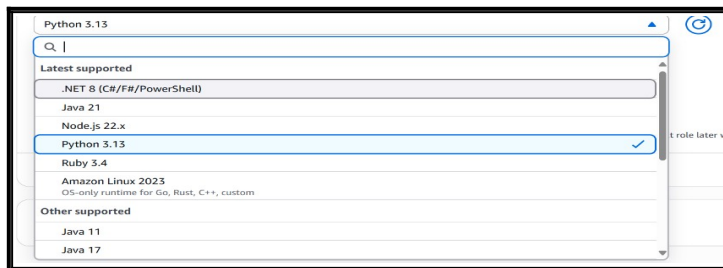 Python 3.13
Latest supported
.NET 8 (C#/F#/PowerShell)
Java 21
Node.js 22.x
t role later w
Python 3.13
Ruby 3.4
Amazon Linux 2023
OS-only runtime for Go, Rust, C++, custom
Other supported
Java 11
Java 17